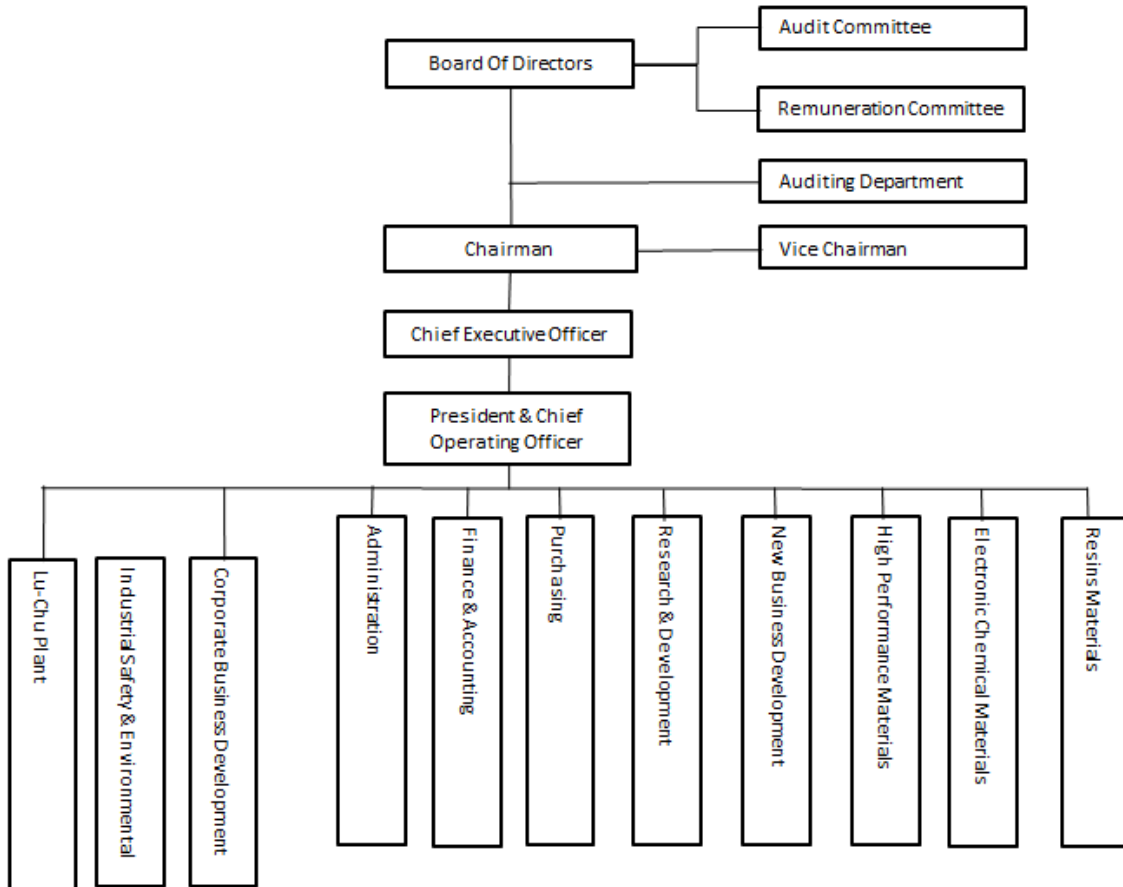 Audit Committee
Board Of Directors
Remuneration Committee
Auditing Department
Chairman
Vice Chairman
Chief Executive Officer
President & Chief
Operating Officer
Lu-Chu Plant
Industrial Safety & Environmental
Corporate Business Development
Administration
Finance & Accounting
Purchasing
Research & Development
New Business Development
High Performance Materials
Electronic Chemical Materials
Resins Materials